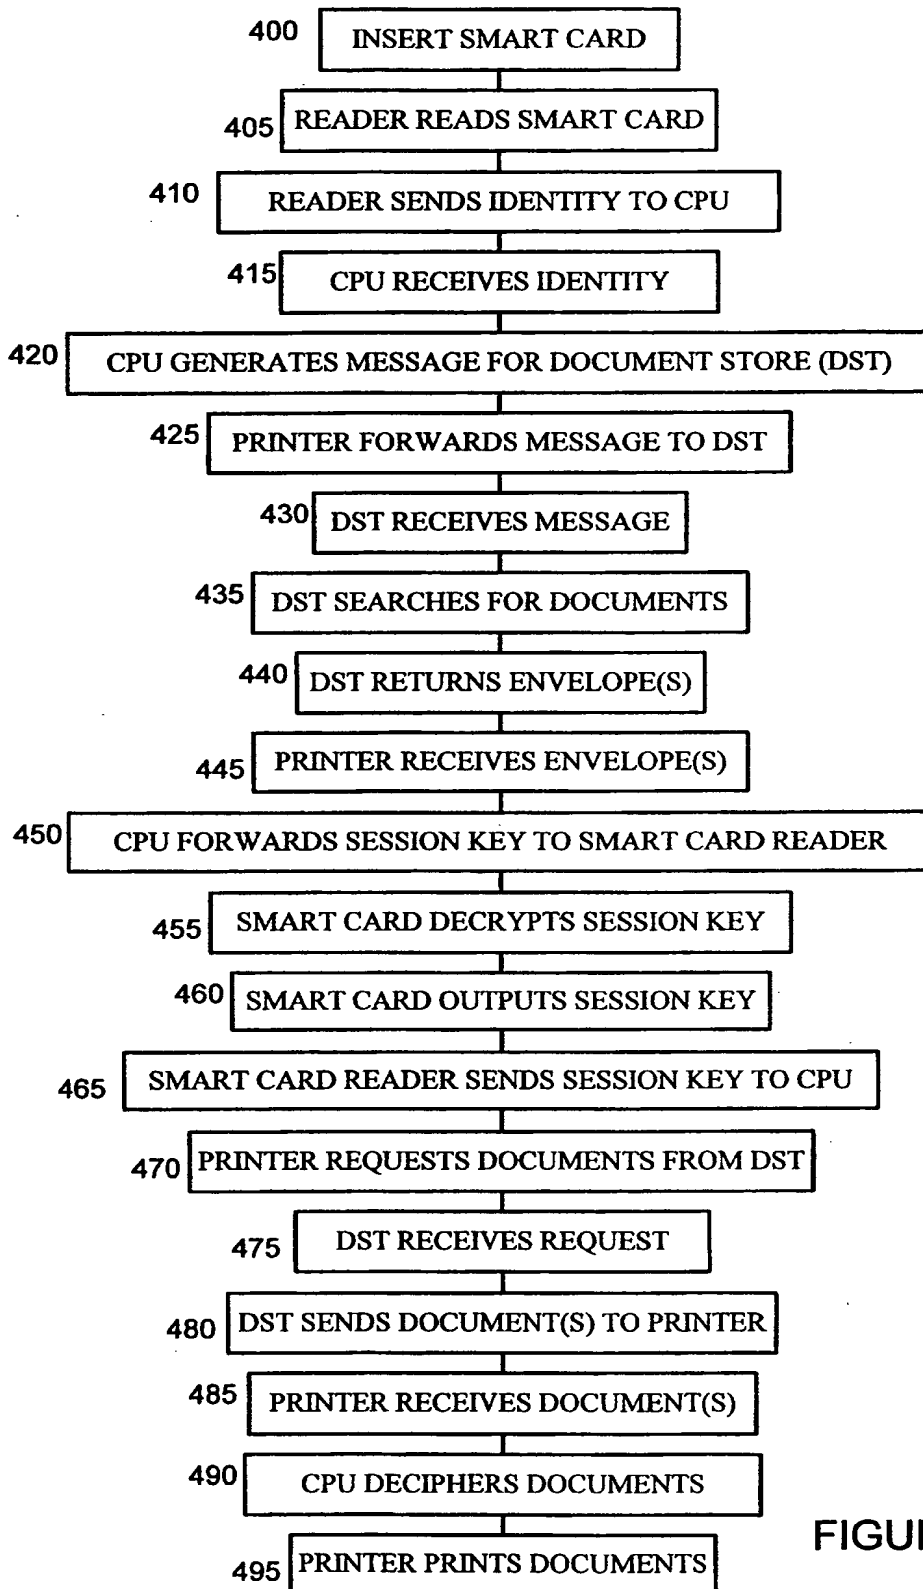 400 INSERT SMART CARD
405 READER READS SMART CARD
410 READER SENDS IDENTITY TO CPU
415 CPU RECEIVES IDENTITY
420 CPU GENERATES MESSAGE FOR DOCUMENT STORE (DST)
425 PRINTER FORWARDS MESSAGE TO DST
430 DST RECEIVES MESSAGE
435 DST SEARCHES FOR DOCUMENTS
440 DST RETURNS ENVELOPE(S)
445 PRINTER RECEIVES ENVELOPE(S)
450 CPU FORWARDS SESSION KEY TO SMART CARD READER
455 SMART CARD DECRYPTS SESSION KEY
460 SMART CARD OUTPUTS SESSION KEY
465 SMART CARD READER SENDS SESSION KEY TO CPU
470 PRINTER REQUESTS DOCUMENTS FROM DST
475 DST RECEIVES REQUEST
480 DST SENDS DOCUMENT(S) TO PRINTER
485 PRINTER RECEIVES DOCUMENT(S)
490 CPU DECIPHERS DOCUMENTS
495 PRINTER PRINTS DOCUMENTS